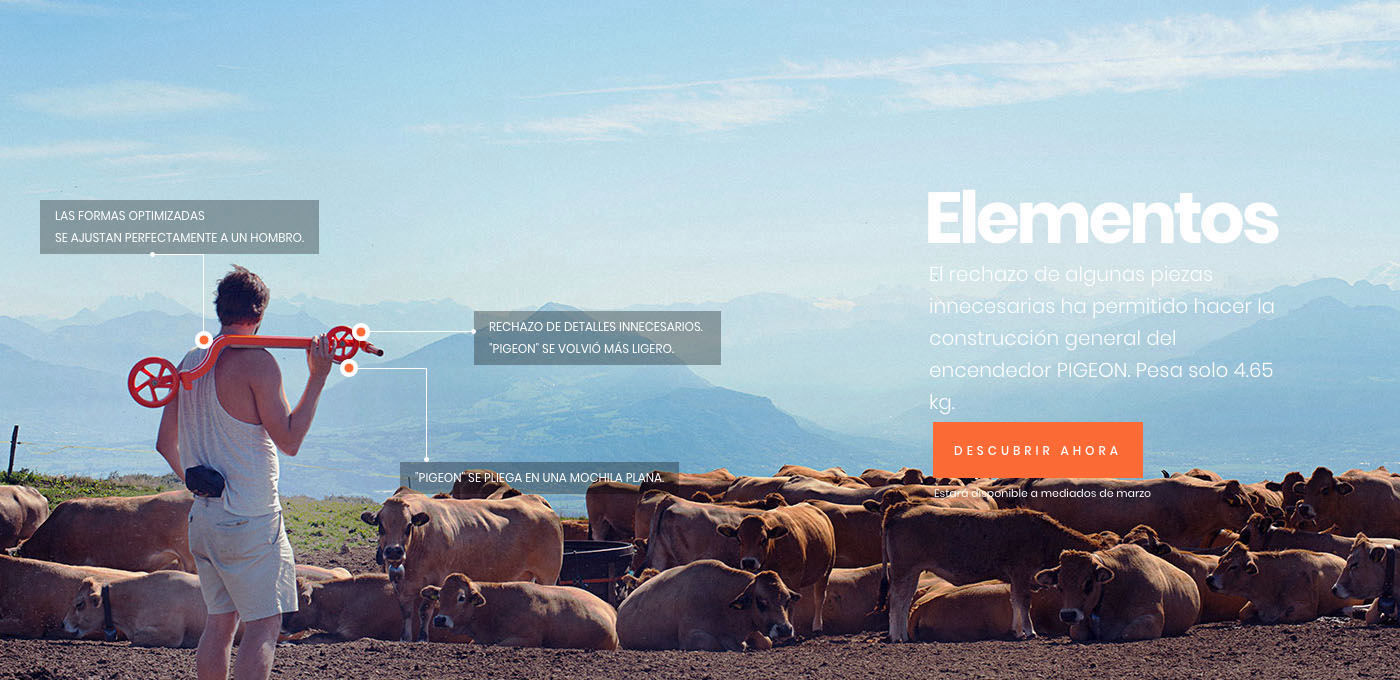 LAS FORMAS OPTIMIZADAS
SE AJUSTAN PERFECTAMENTE A UN HOMBRO.
RECHAZO DE DETALLES INNECESARIOS.
"PIGEON" SE VOLVIÓ MÁS LIGERO.
"PIGEON" SE PLIEGA EN UNA MOCHILA PLANA.
Elementos
El rechazo de algunas piezas
innecesarias ha permitido hacer la
construcción general del
encendedor PIGEON. Pesa solo 4.65
kg.
DESCUBRIR AHORA
Estará disponible a mediados de marzo